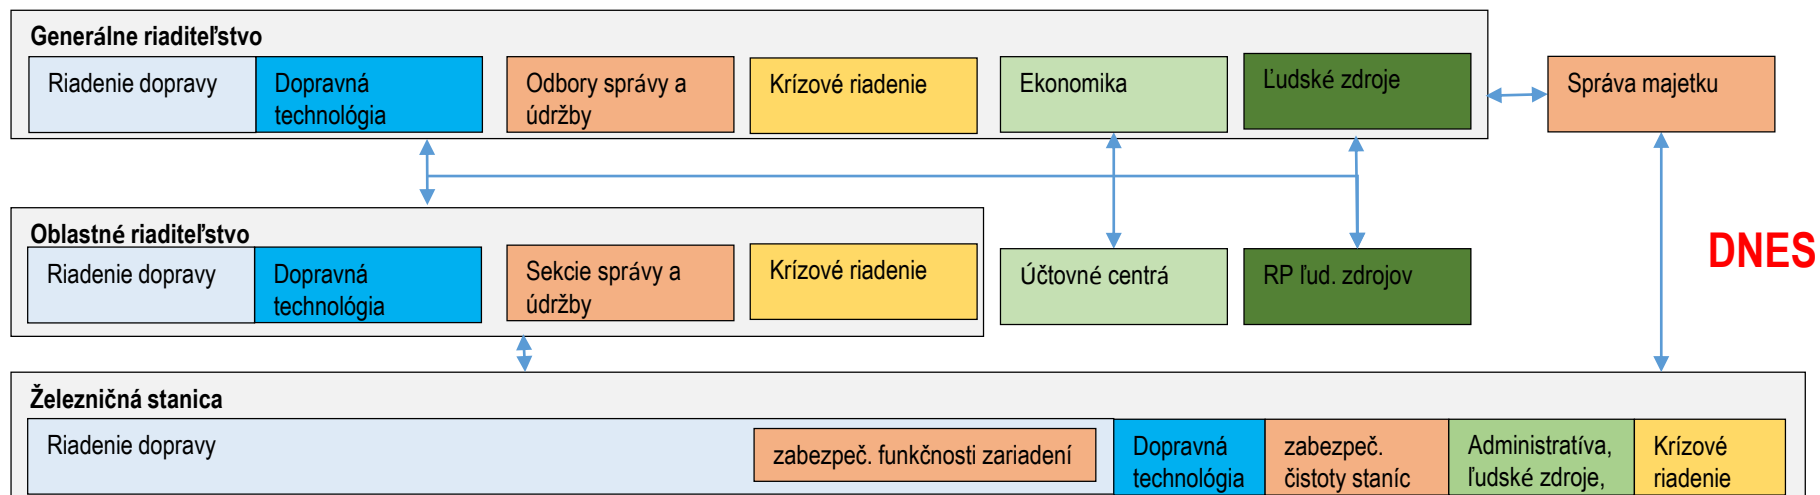 Generálne riaditeľstvo
Riadenie dopravy
Dopravná
technológia
Odbory správy a
údržby
Krízové riadenie
Ekonomika
Ľudské zdroje
Správa majetku
Oblastné riaditeľstvo
Riadenie dopravy
Dopravná
technológia
Sekcie správy a
údržby
Krízové riadenie
Účtovné centrá
RP ľud. zdrojov
DNES
Železničná stanica
Riadenie dopravy
zabezpeč. funkčnosti zariadení
Dopravná
technológia
zabezpeč.
čistoty staníc
Administratíva,
ľudské zdroje,
Krízové
riadenie